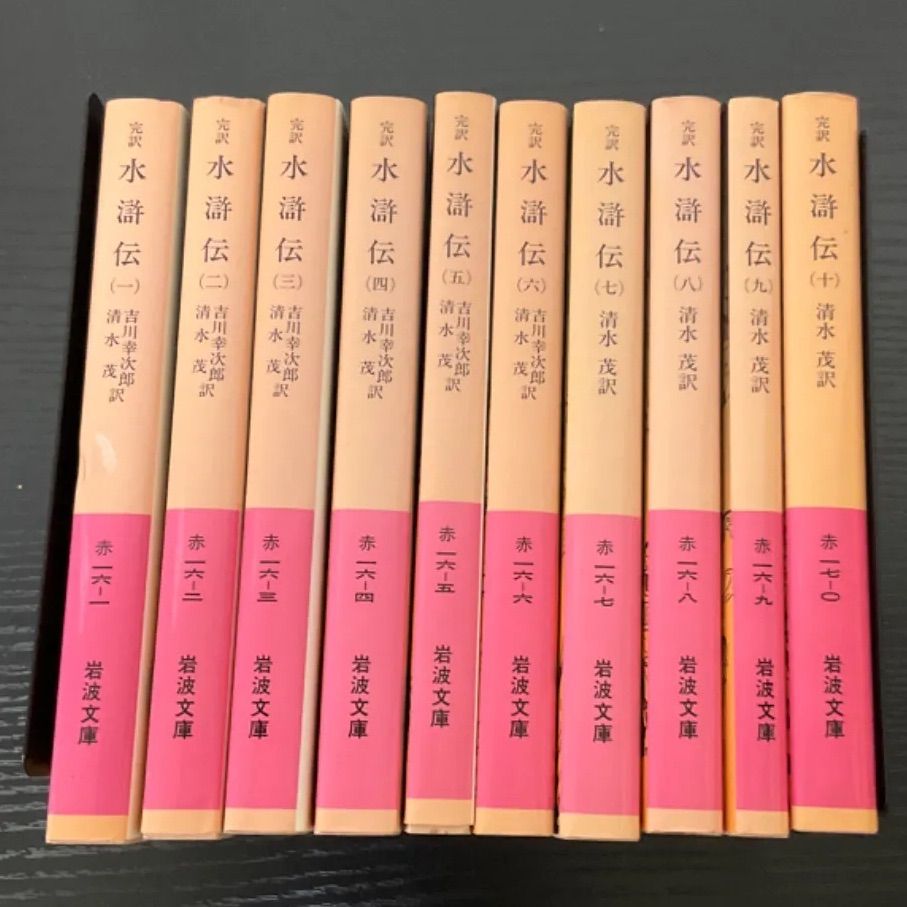 完訳
水滸伝(一)
吉川幸次郎
清水 茂 訳
赤一六-一
岩波文庫
完訳
水滸伝(二)
吉川幸次郎
清水 茂 訳
赤一六-二
岩波文庫
完訳
水滸伝(三)
吉川幸次郎
清水 茂 訳
赤一六-三
岩波文庫
完訳
水滸伝(四)
吉川幸次郎
清水 茂 訳
赤一六-四
岩波文庫
完訳
水滸伝(五)
吉川幸次郎
清水 茂 訳
赤一六-五
岩波文庫
完訳
水滸伝(六)
吉川幸次郎
清水 茂 訳
赤一六-六
岩波文庫
完訳
水滸伝(七)
清水 茂訳
赤一六-七
岩波文庫
完訳
水滸伝(八)
清水 茂訳
赤一六-八
岩波文庫
完訳
水滸伝(九)
清水 茂訳
赤一六-九
岩波文庫
完訳
水滸伝(十)
清水 茂訳
赤一七-〇
岩波文庫